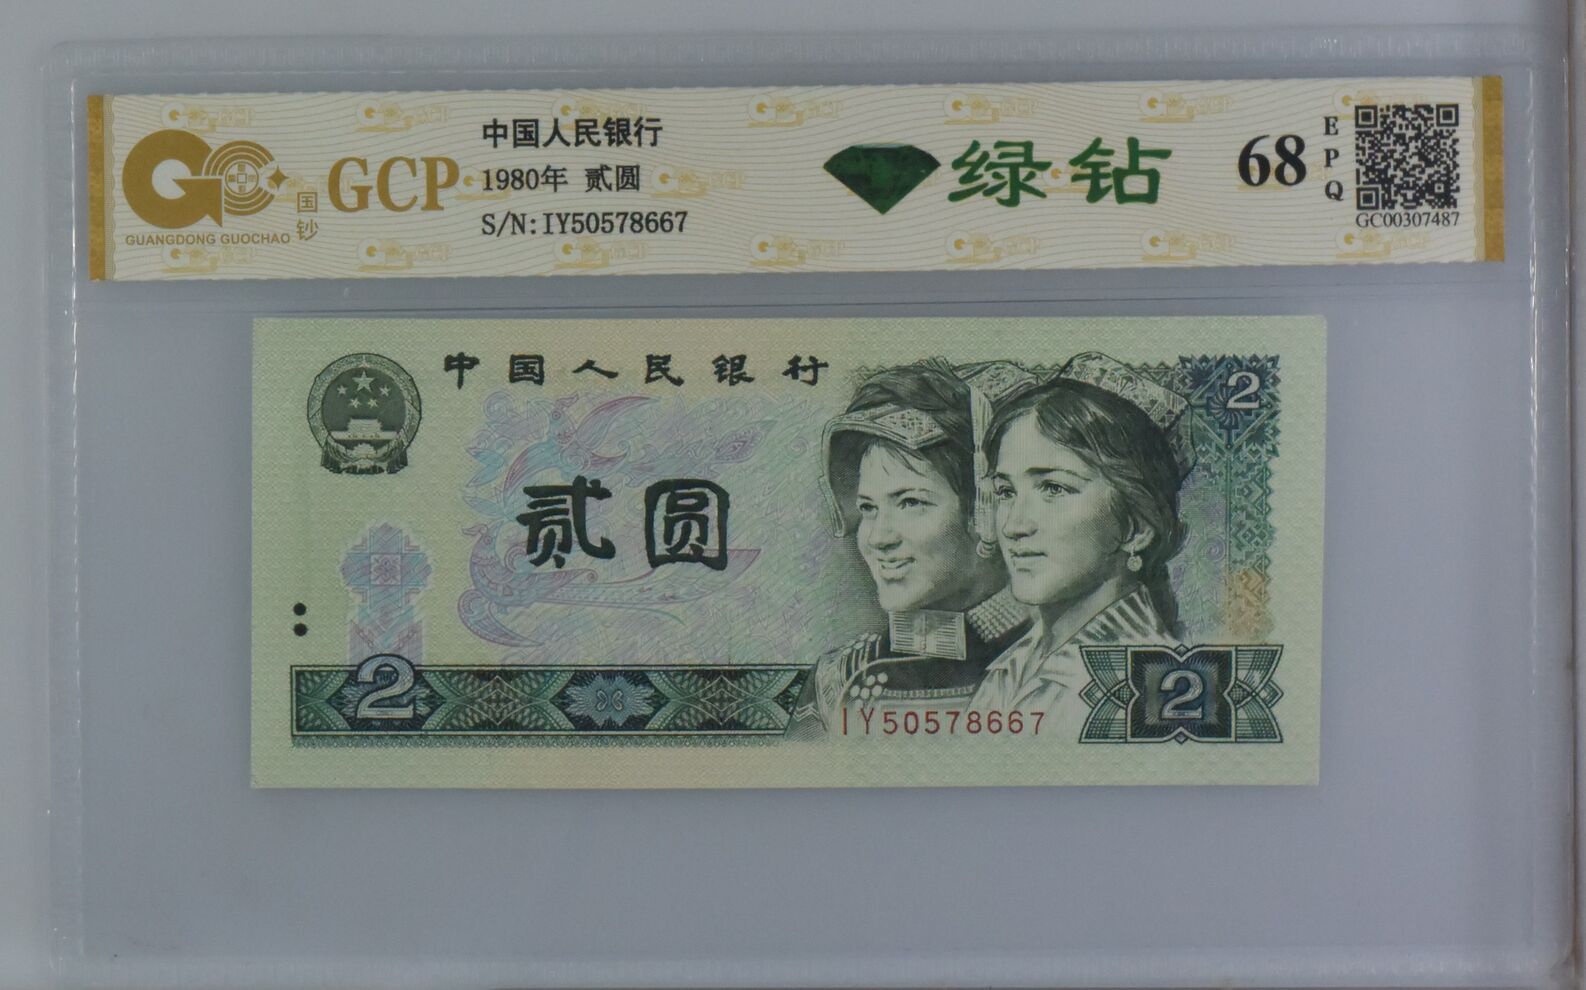 GUANGDONG GUOCHAO
国钞
GCP
中国人民银行
1980年 贰圆
S/N:IY50578667
绿钻
68
EPQ
GC00307487
中国人民银行
2
贰圆
2
IY50578667
2